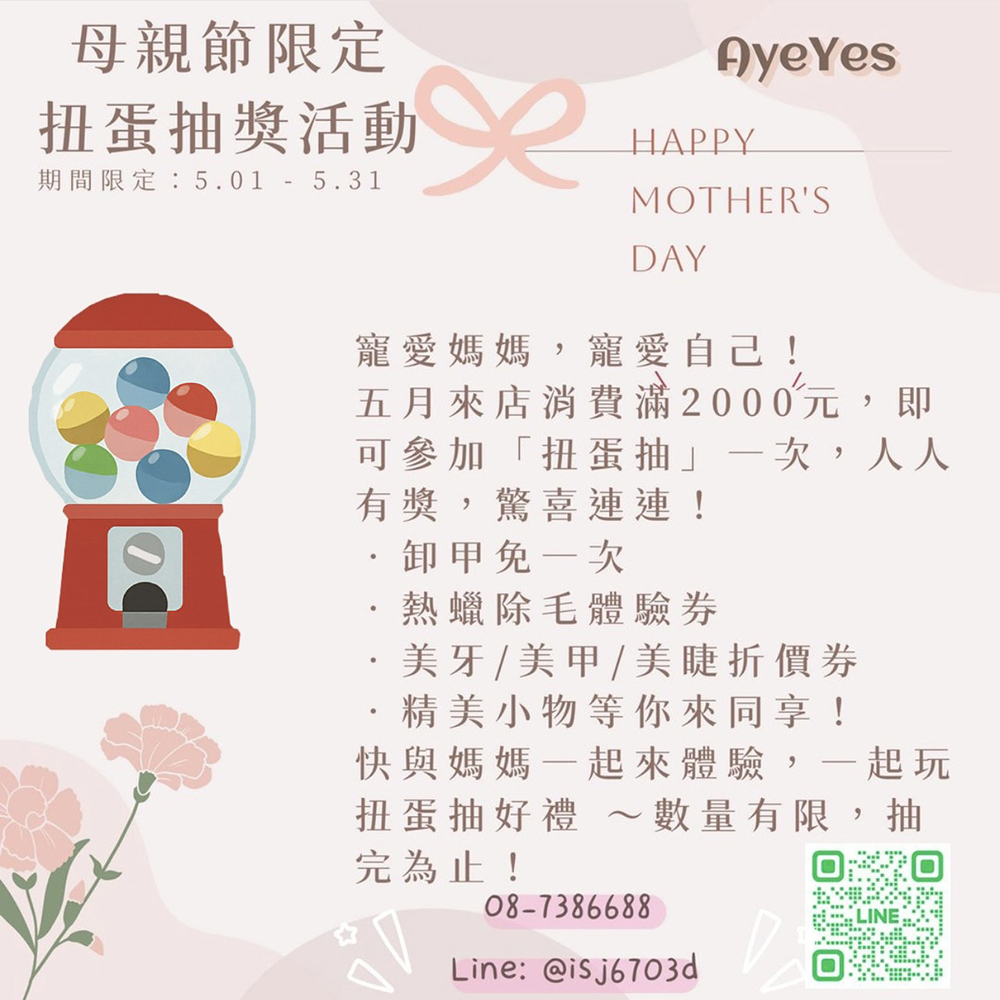 母親節限定
扭蛋抽獎活動
期間限定：5.01 - 5.31
AyeYes
HAPPY
MOTHER'S
DAY
寵愛媽媽，寵愛自己！
五月來店消費滿2000元，即
可參加「扭蛋抽」一次，人人
有獎，驚喜連連！
· 卸甲免一次
· 熱蠟除毛體驗券
· 美牙/美甲/美睫折價券
· 精美小物等你來同享！
快與媽媽一起來體驗，一起玩
扭蛋抽好禮 ～數量有限，抽
完為止！
08-7386688
Line: @isj6703d
LINE